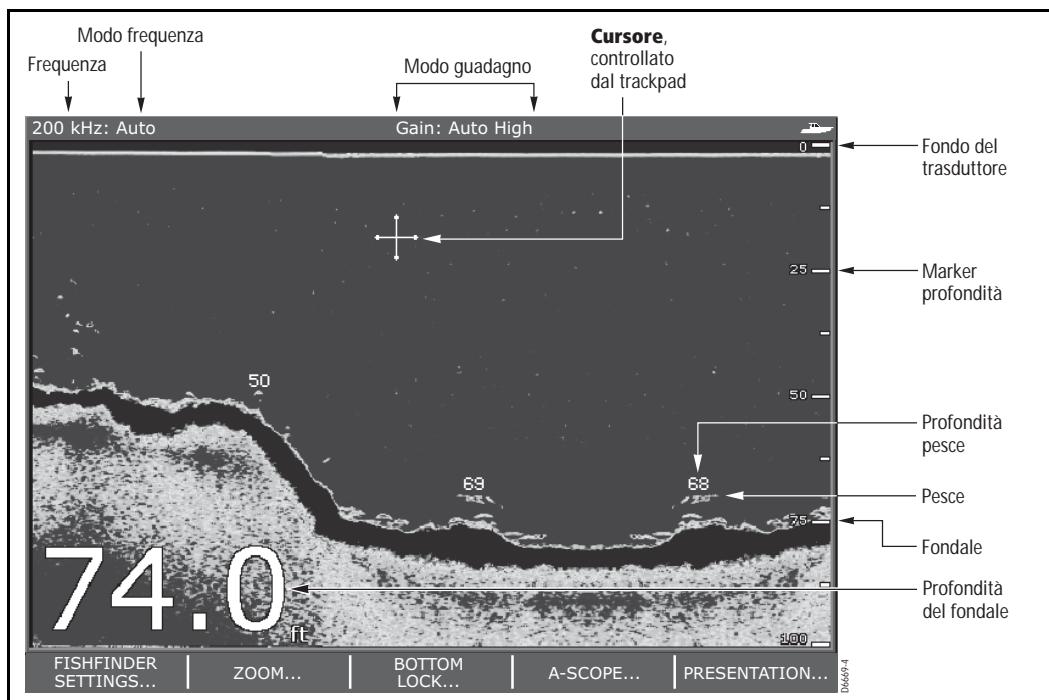 Modo frequenza
Frequenza
Modo guadagno
Cursore,
controllato
dal trackpad
200 kHz: Auto
Gain: Auto High
0
Fondo del
trasduttore
25
Marker
profondità
50
50
Profondità
pesce
69
68
Pesce
75
Fondale
74.0
ft
Profondità
del fondale
100
FISHFINDER
SETTINGS...
ZOOM...
BOTTOM
LOCK...
A-SCOPE...
PRESENTATION...
D6669-4